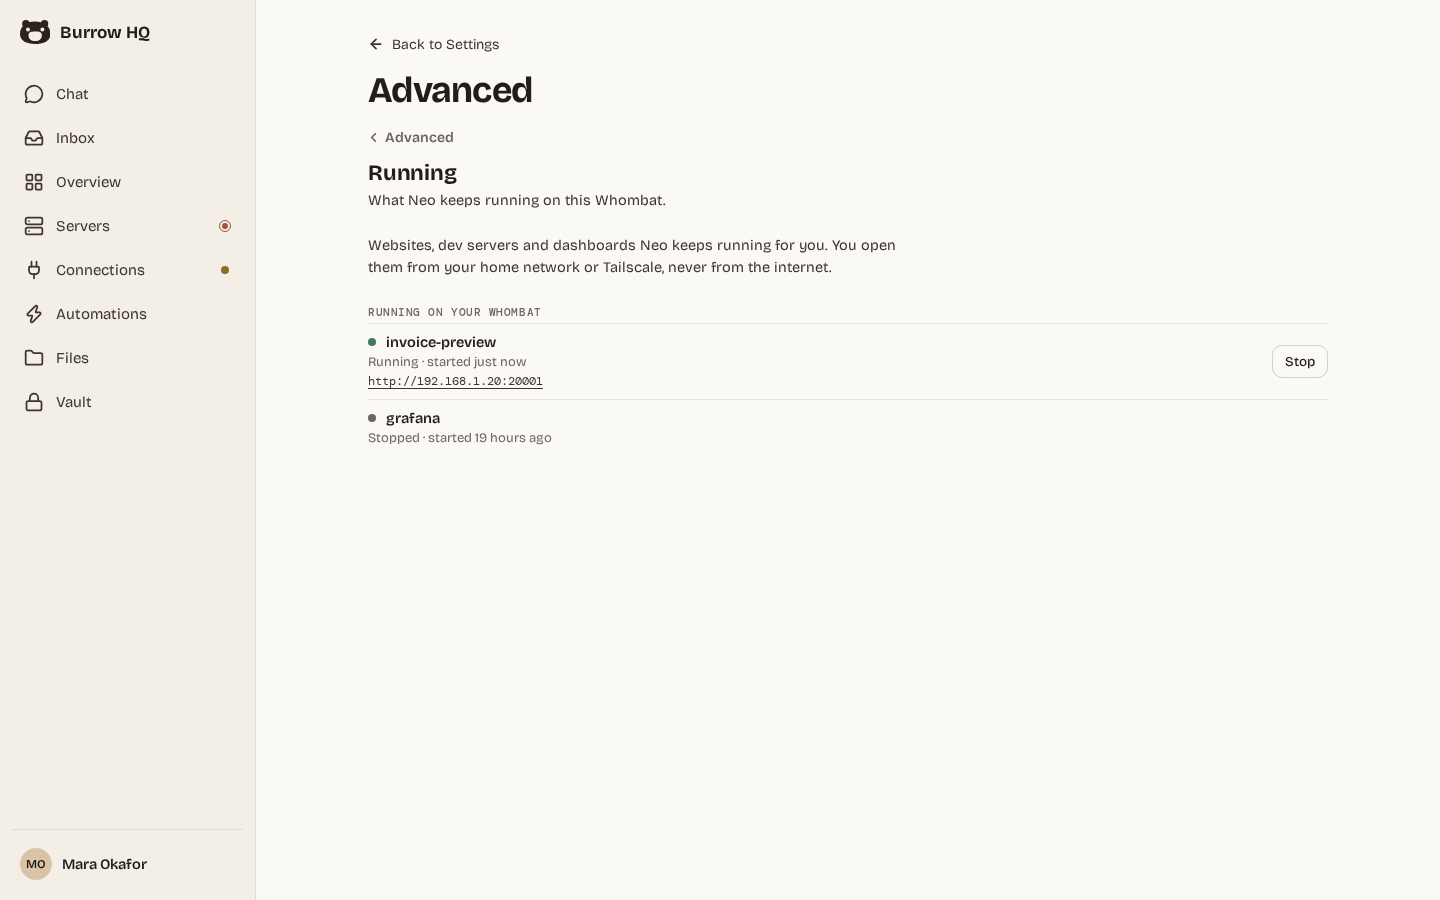 Burrow HQ
Chat
Inbox
Overview
Servers
Connections
Automations
Files
Vault
MO
Mara Okafor
Back to Settings
Advanced
Advanced
Running
What Neo keeps running on this Whombat.
Websites, dev servers and dashboards Neo keeps running for you. You open
them from your home network or Tailscale, never from the internet.
RUNNING ON YOUR WHOMBAT
invoice-preview
Running · started just now
http://192.168.1.20:20001
Stop
grafana
Stopped · started 19 hours ago